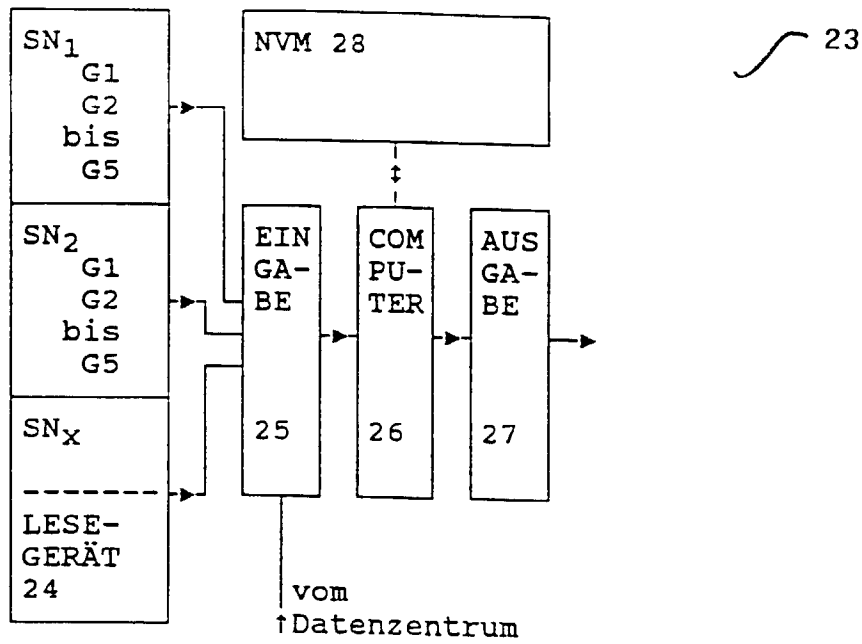 SN1
G1
G2
bis
G5
NVM 28
23
SN2
G1
G2
bis
G5
EIN
GA-
BE
25
COM
PU-
TER
26
AUS
GA-
BE
27
SNX
LESE-
GERÄT
24
vom
↑Datenzentrum